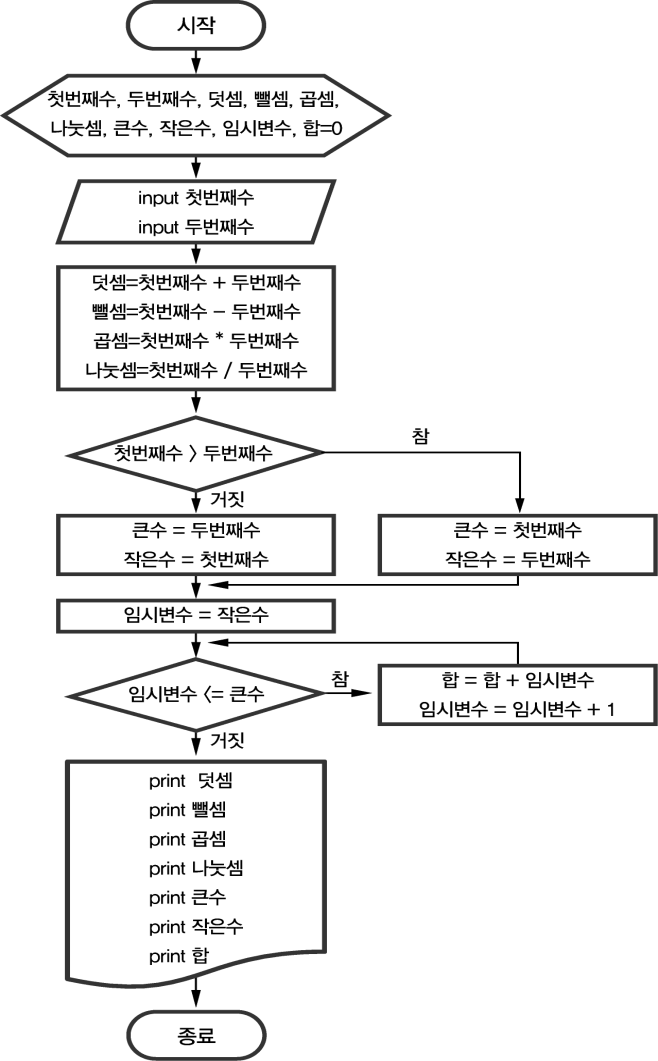 시작
첫번째수, 두번째수, 덧셈, 뺄셈, 곱셈,
나눗셈, 큰수, 작은수, 임시변수, 합=0
input 첫번째수
input 두번째수
덧셈=첫번째수 + 두번째수
뺄셈=첫번째수 - 두번째수
곱셈=첫번째수 * 두번째수
나눗셈=첫번째수 / 두번째수
첫번째수 > 두번째수
참
거짓
큰수 = 두번째수
작은수 = 첫번째수
큰수 = 첫번째수
작은수 = 두번째수
임시변수 = 작은수
임시변수 <= 큰수
참
합 = 합 + 임시변수
임시변수 = 임시변수 + 1
거짓
print 덧셈
print 뺄셈
print 곱셈
print 나눗셈
print 큰수
print 작은수
print 합
종료